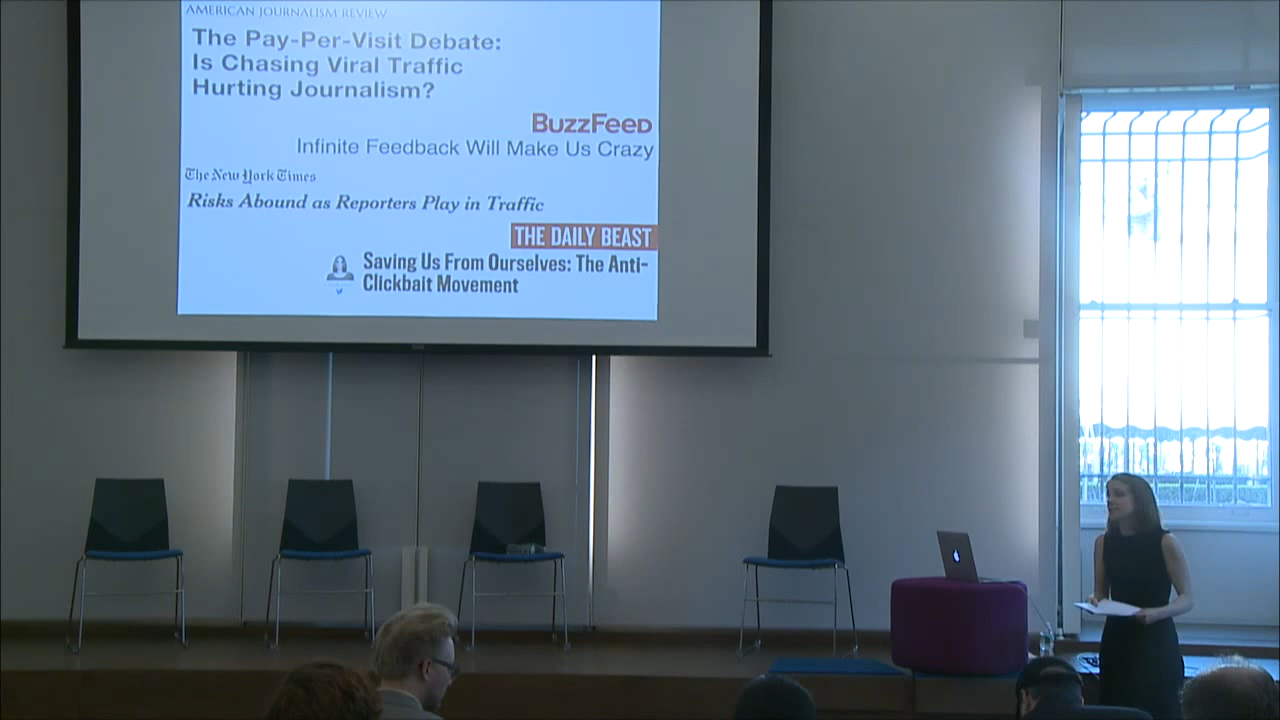 AMERICAN JOURNALISM REVIEW
The Pay-Per-Visit Debate:
Is Chasing Viral Traffic
Hurting Journalism?
BuzzFeed
Infinite Feedback Will Make Us Crazy
The New York Times
Risks Abound as Reporters Play in Traffic
THE DAILY BEAST
Saving Us From Ourselves: The Anti-
Clickbait Movement